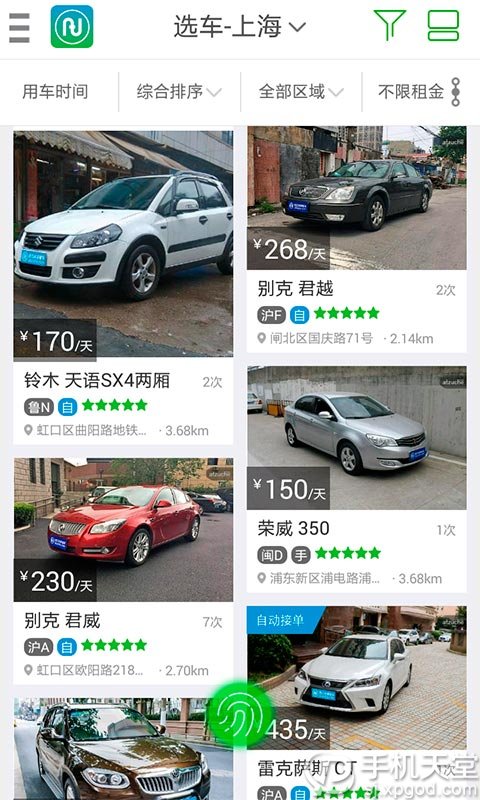 选车-上海
用车时间
综合排序
全部区域
不限租金
¥170/天
铃木 天语SX4两厢
2次
鲁N 自
虹口区曲阳路地铁... · 3.68km
atzuche
¥268/天
别克 君越
2次
沪F 自
闸北区国庆路71号 · 2.14km
atzuche
¥230/天
别克 君威
7次
沪A 自
虹口区欧阳路218... · 2.70km
atzuche
¥150/天
荣威 350
1次
闽D 手
浦东新区浦电路浦... · 3.68km
自动接单
atzuche
435/天
雷克萨斯 CT
沪A 自
手机天堂
xpgod.com